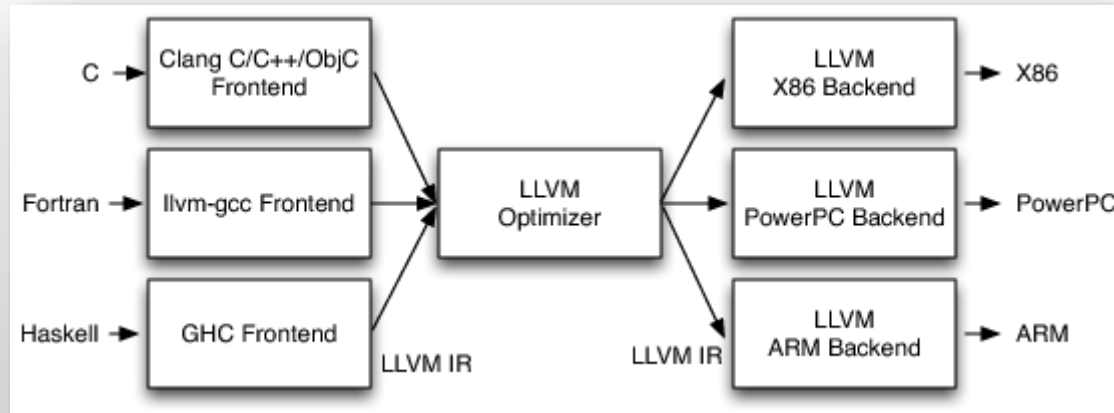 C
Clang C/C++/ObjC
Frontend
LLVM
X86 Backend
X86
Fortran
llvm-gcc Frontend
LLVM
Optimizer
LLVM
PowerPC Backend
PowerPC
Haskell
GHC Frontend
LLVM IR
LLVM IR
LLVM
ARM Backend
ARM